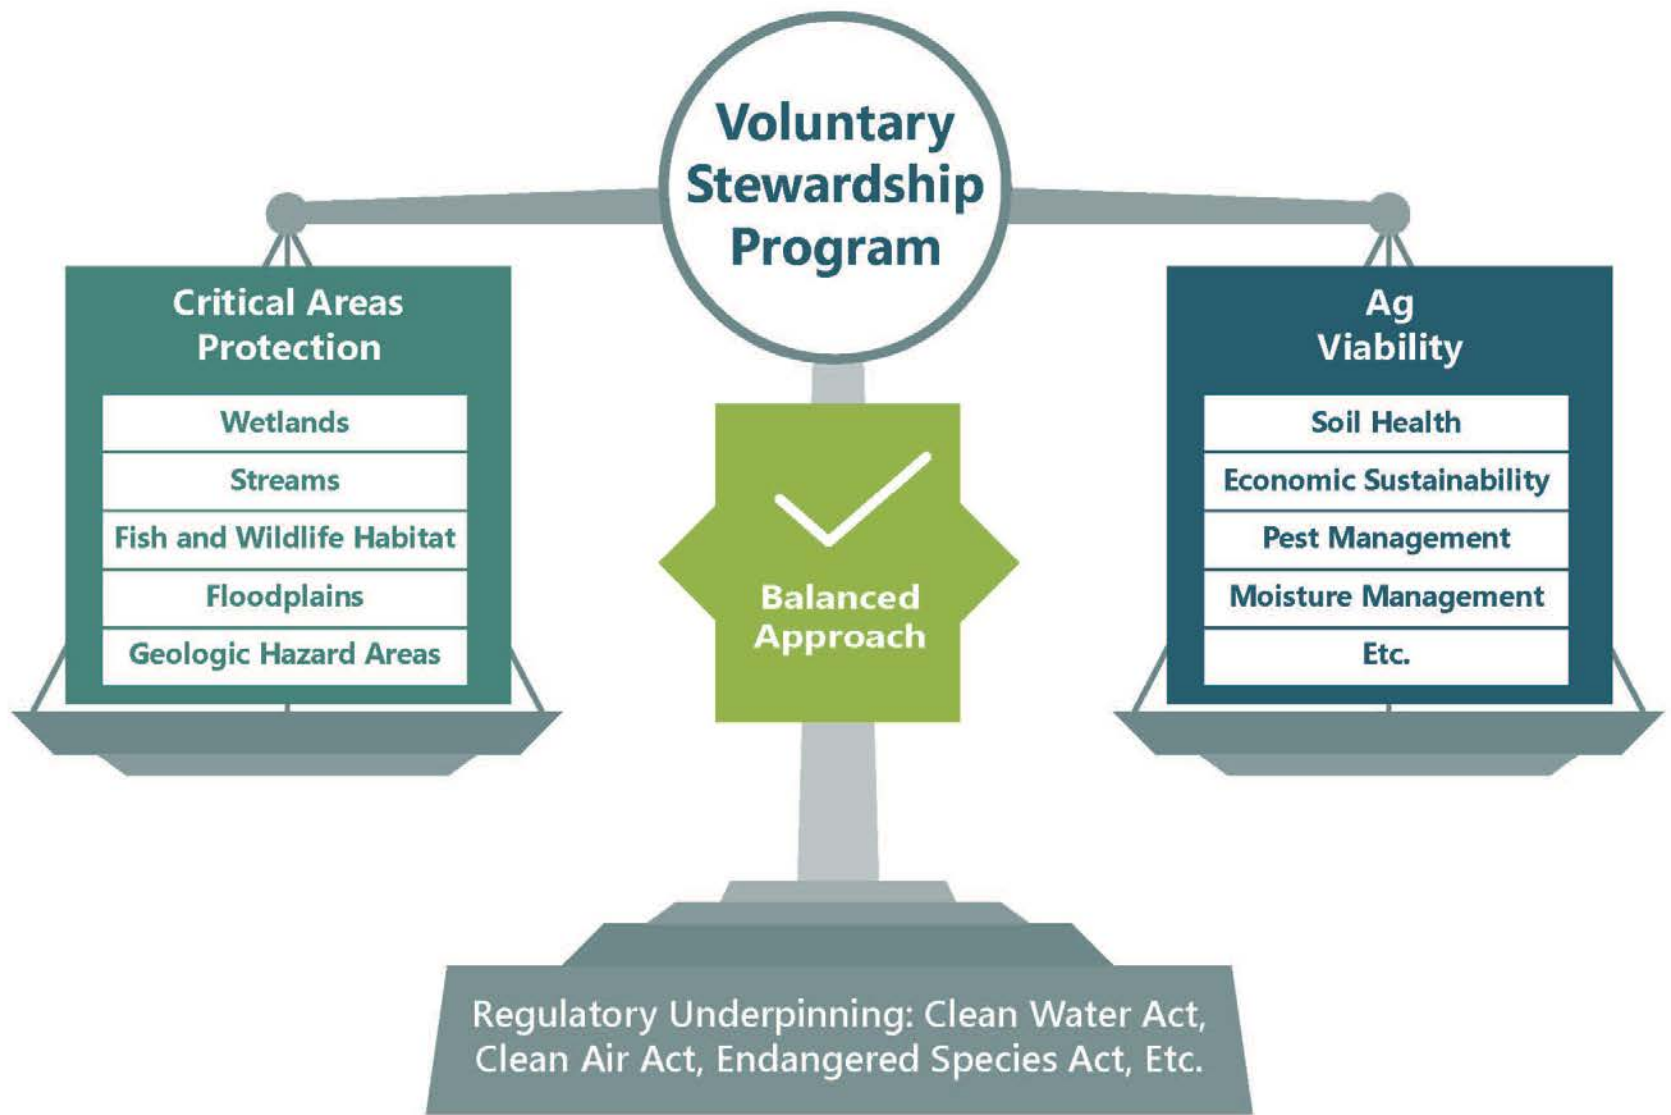 Voluntary
Stewardship
Program
Critical Areas
Protection
Wetlands
Streams
Fish and Wildlife Habitat
Floodplains
Geologic Hazard Areas
Balanced
Approach
Ag
Viability
Soil Health
Economic Sustainability
Pest Management
Moisture Management
Etc.
Regulatory Underpinning: Clean Water Act,
Clean Air Act, Endangered Species Act, Etc.